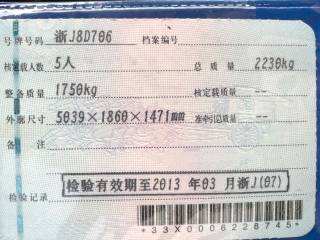 号牌号码 浙J8D706 档案编号
核定载人数 5人 总质量 2230kg
整备质量 1750kg 核定载质量 --
外廓尺寸 5039×1860×1471mm 准牵引总质量 --
备注
检验有效期至2013年03月浙J(07)
检验记录
*33X0006226745*